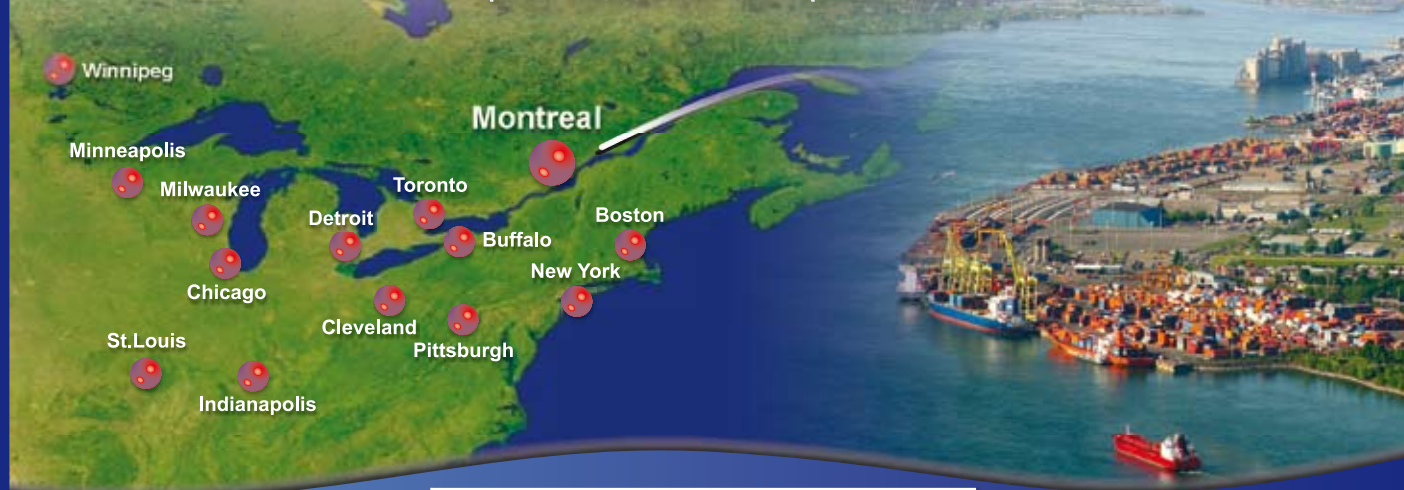 Winnipeg
Montreal
Minneapolis
Milwaukee
Toronto
Detroit
Boston
Buffalo
New York
Chicago
Cleveland
St.Louis
Pittsburgh
Indianapolis